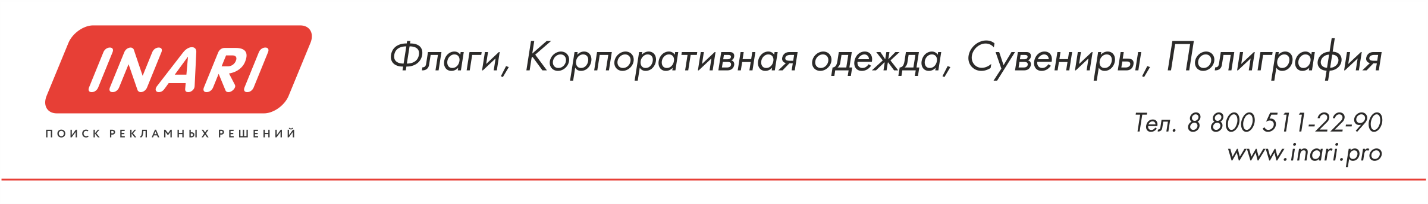 INARI
ПОИСК РЕКЛАМНЫХ РЕШЕНИЙ
Флаги, Корпоративная одежда, Сувениры, Полиграфия
Тел. 8 800 511-22-90
www.inari.pro